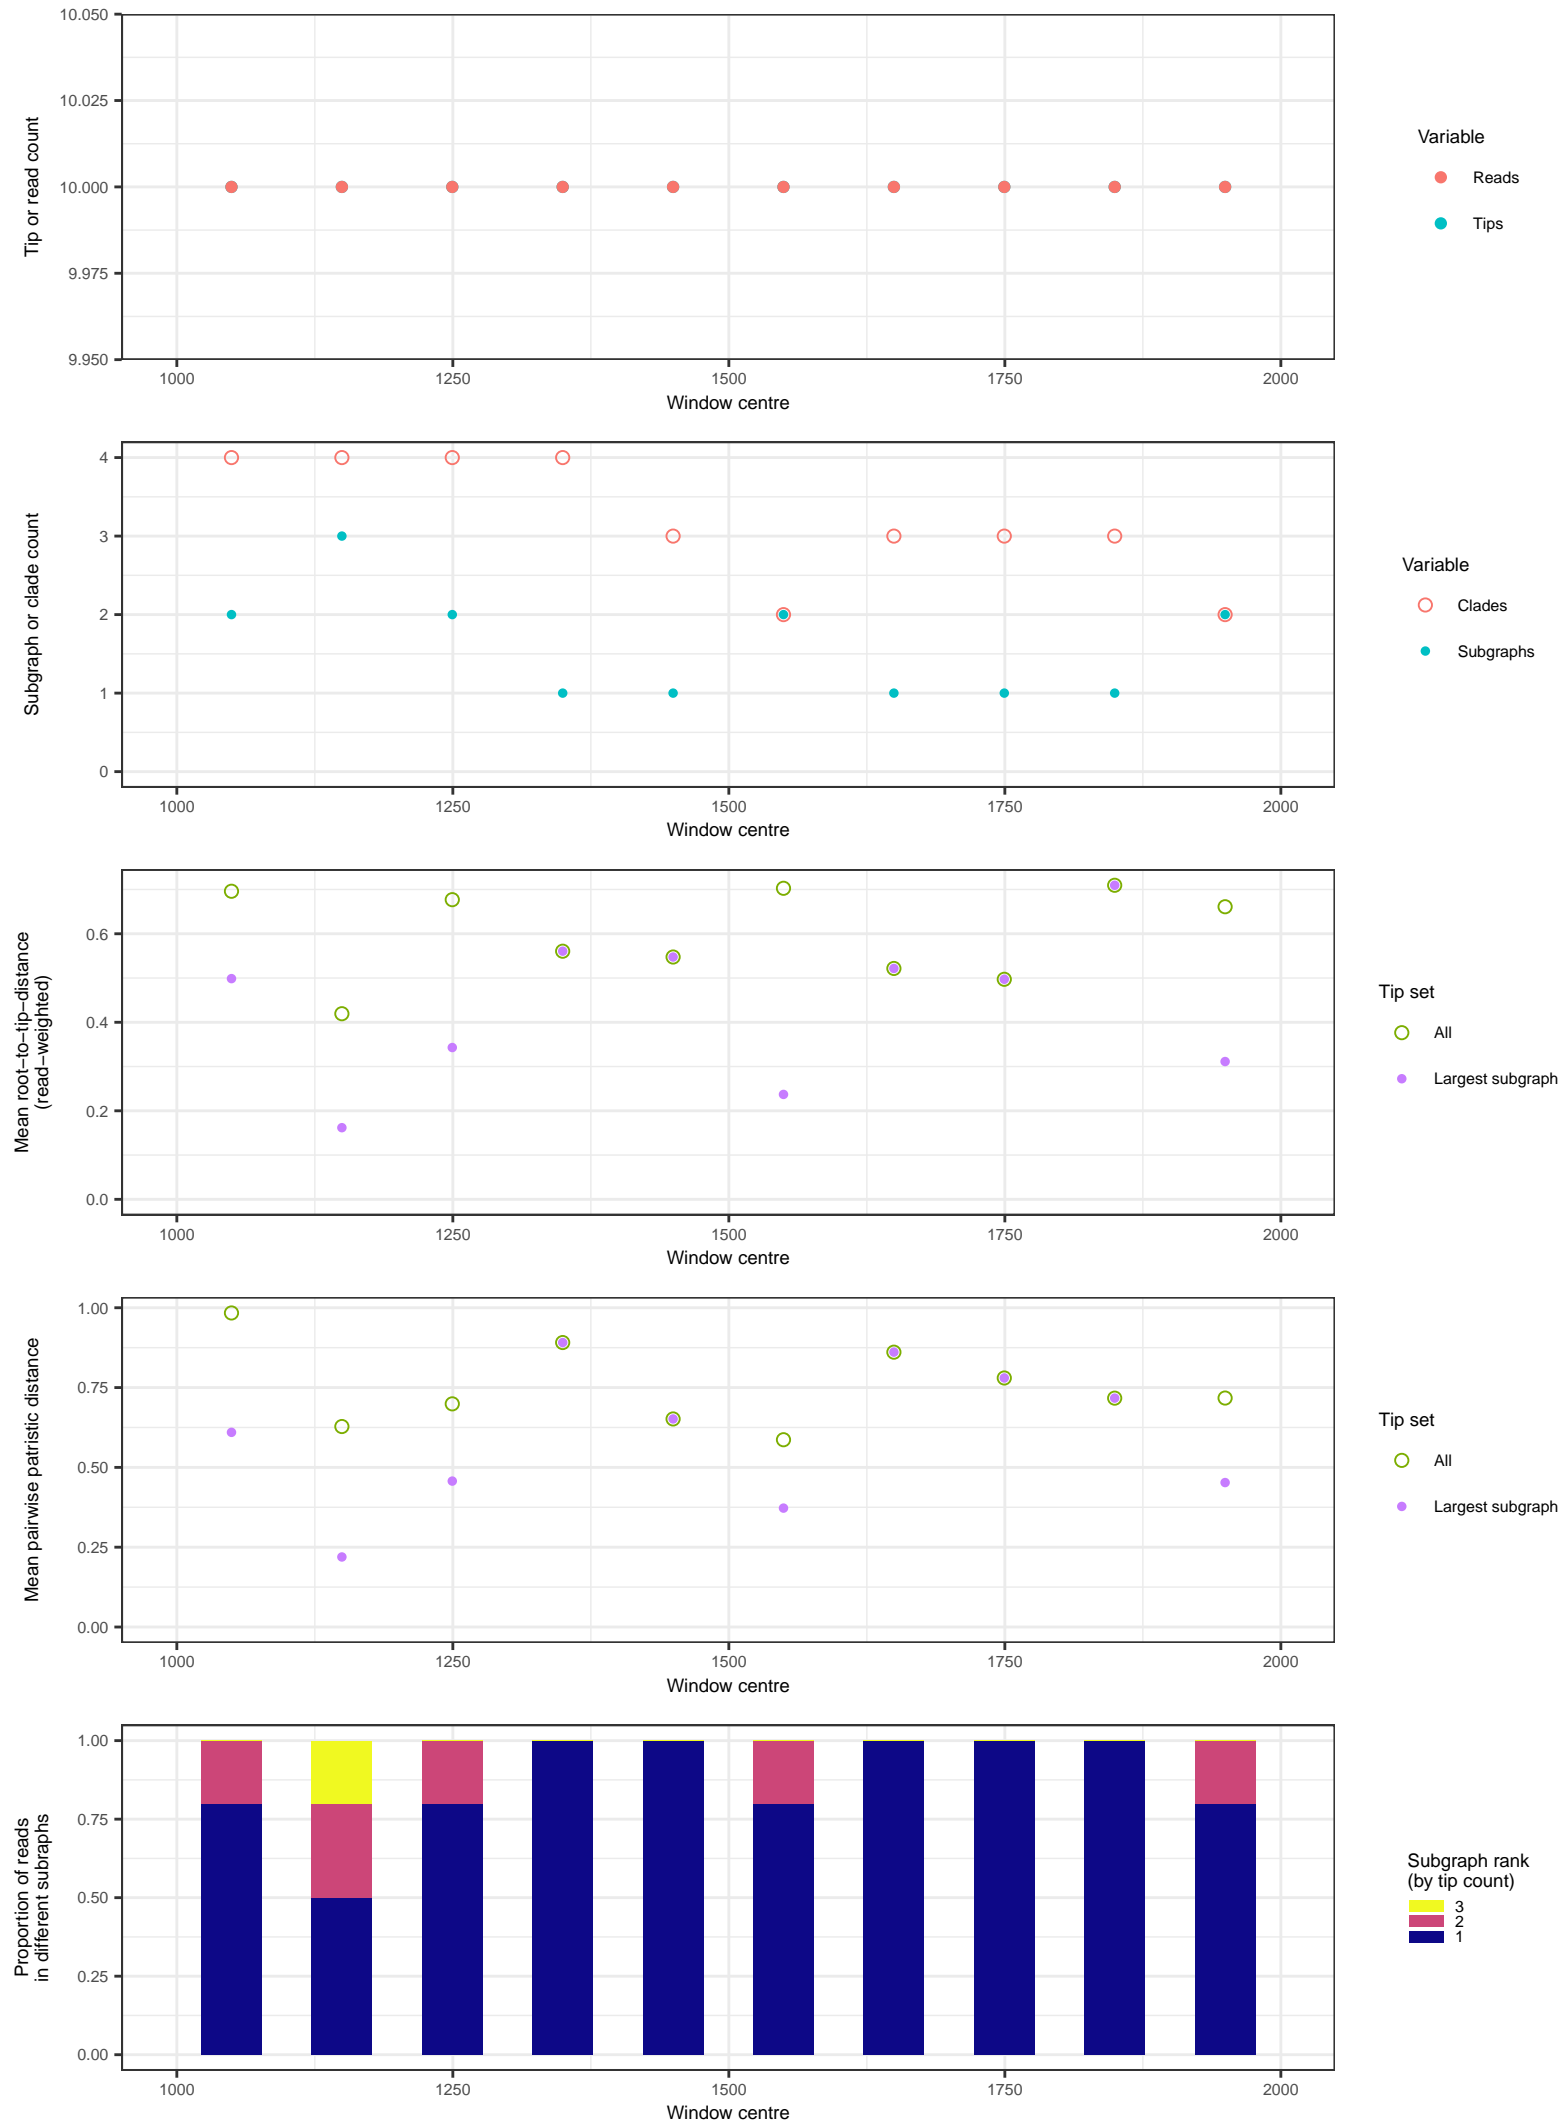 10.050
10.025
10.000
9.975
9.950
Tip or read count
1000 1250 1500 1750 2000
Window centre
Variable
Reads
Tips
4
3
2
1
0
Subgraph or clade count
1000 1250 1500 1750 2000
Window centre
Variable
Clades
Subgraphs
0.6
0.4
0.2
0.0
Mean root−to−tip−distance
(read−weighted)
1000 1250 1500 1750 2000
Window centre
Tip set
All
Largest subgraph
1.00
0.75
0.50
0.25
0.00
Mean pairwise patristic distance
1000 1250 1500 1750 2000
Window centre
Tip set
All
Largest subgraph
1.00
0.75
0.50
0.25
0.00
Proportion of reads
in different subraphs
1000 1250 1500 1750 2000
Window centre
Subgraph rank
(by tip count)
3
2
1